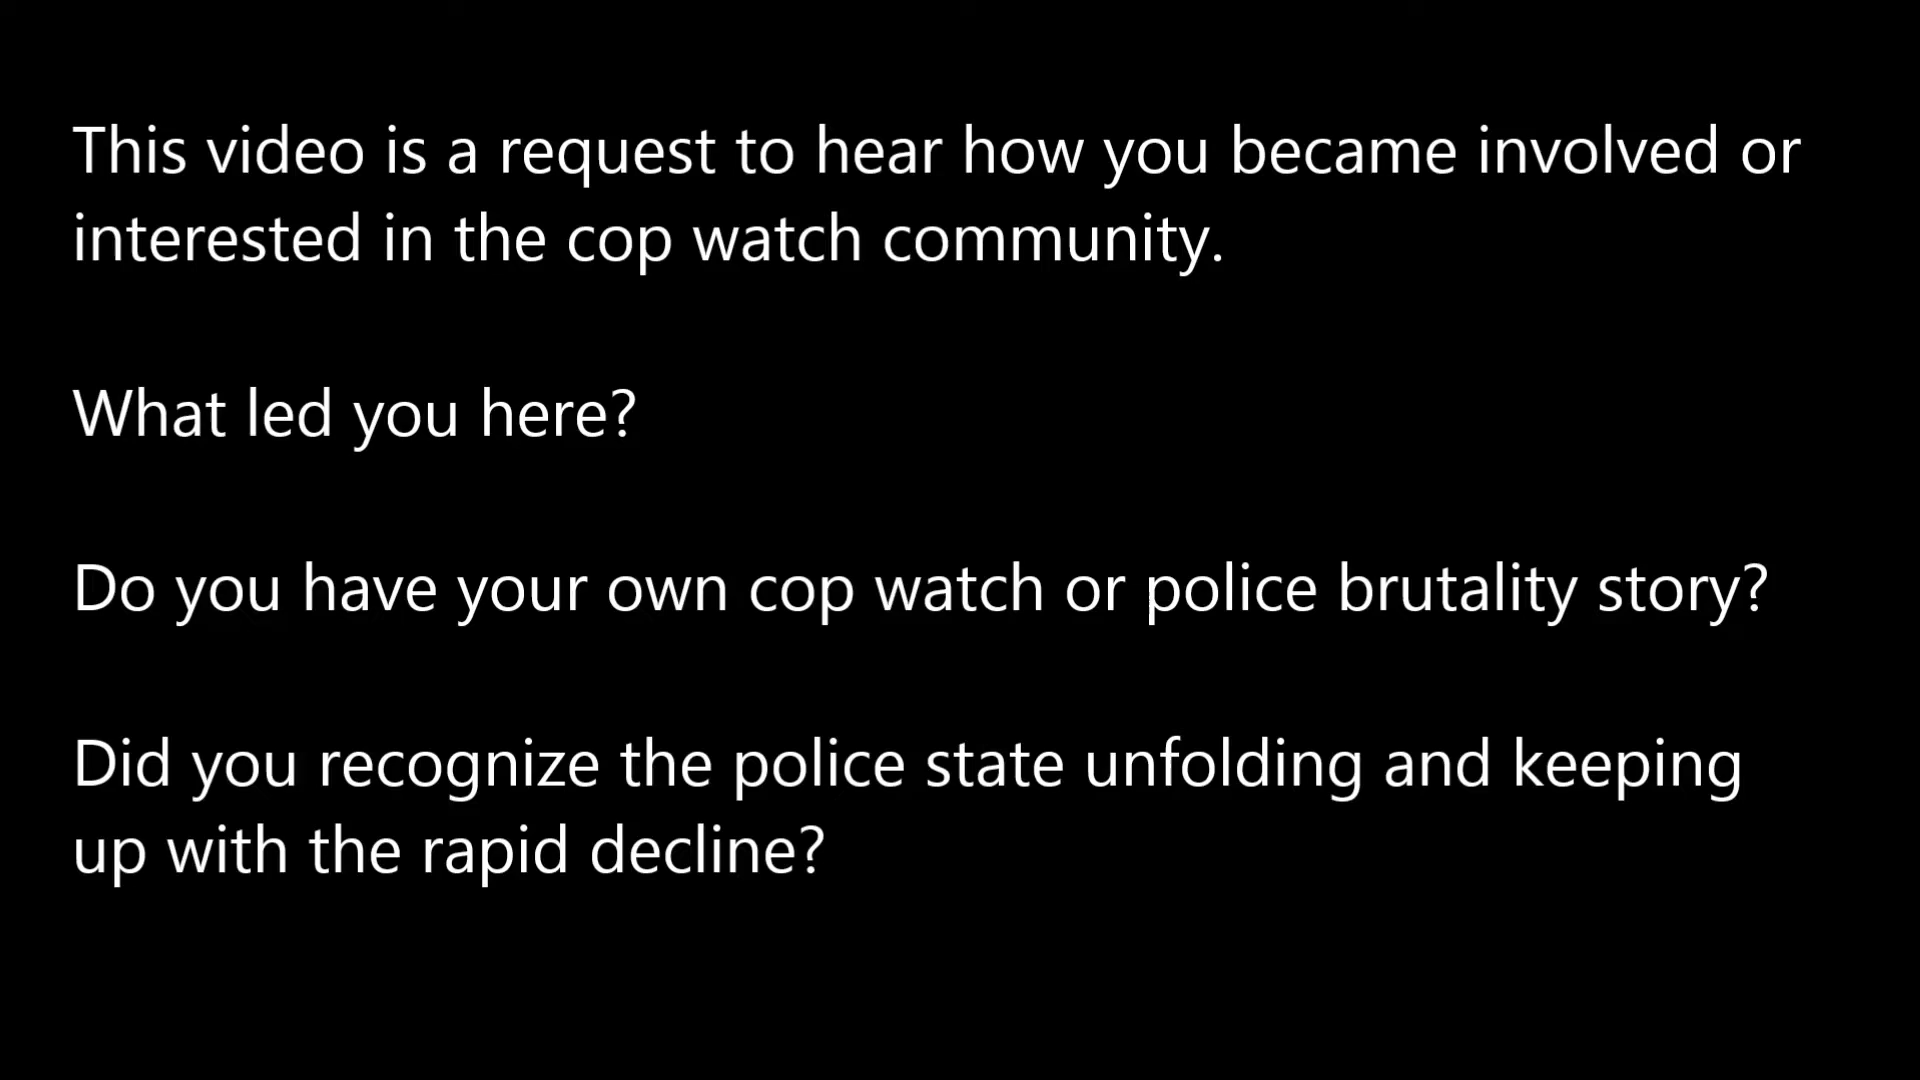 This video is a request to hear how you became involved or
interested in the cop watch community.
What led you here?
Do you have your own cop watch or police brutality story?
Did you recognize the police state unfolding and keeping
up with the rapid decline?